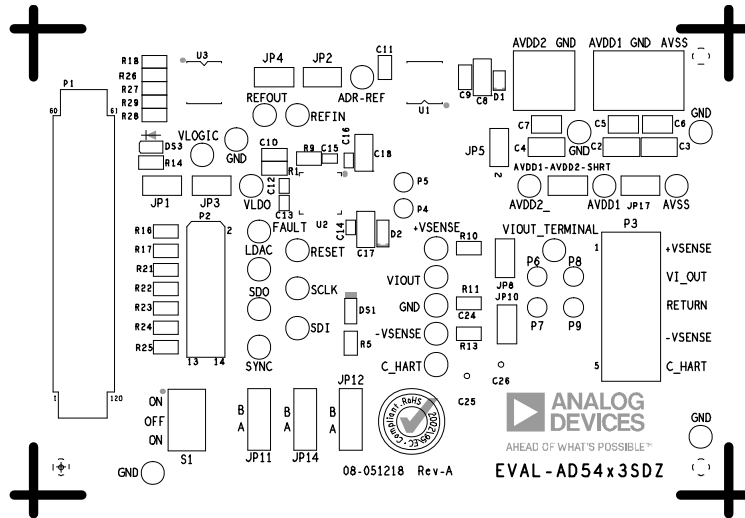 AVDD2 GND
AVDD1 GND AVSS
R18
R26
R27
R29
R28
U3
JP4
JP2
C11
ADR-REF
REFOUT
REFIN
U1
C9
C8
D1
P1
60
61
1
120
C7
C5
C6
GND
GND
C4
C2
C3
JP5
2
VLOGIC
GND
DS3
R14
C10
R9
C15
C16
C18
R1
C12
C13
JP1
JP3
VLDO
P5
P4
AVDD1-AVDD2-SHRT
AVDD2_
AVDD1
JP17
AVSS
P2
2
13
14
R16
R17
R21
R22
R23
R24
R25
FAULT
U2
C14
C17
D2
LDAC
RESET
SDO
SCLK
SDI
SYNC
DS1
R5
+VSENSE
VIOUT
GND
-VSENSE
C_HART
R10
R11
C24
R13
C25
C26
JP8
JP10
VIOUT_TERMINAL
P6
P8
P7
P9
P3
1
5
+VSENSE
VI_OUT
RETURN
-VSENSE
C_HART
ON
OFF
ON
S1
GND
B
A
JP11
B
A
JP14
B
A
JP12
Compliant-RoHS
EC-5612002
08-051218 Rev-A
ANALOG
DEVICES
AHEAD OF WHAT'S POSSIBLE™
GND
EVAL-AD54x3SDZ